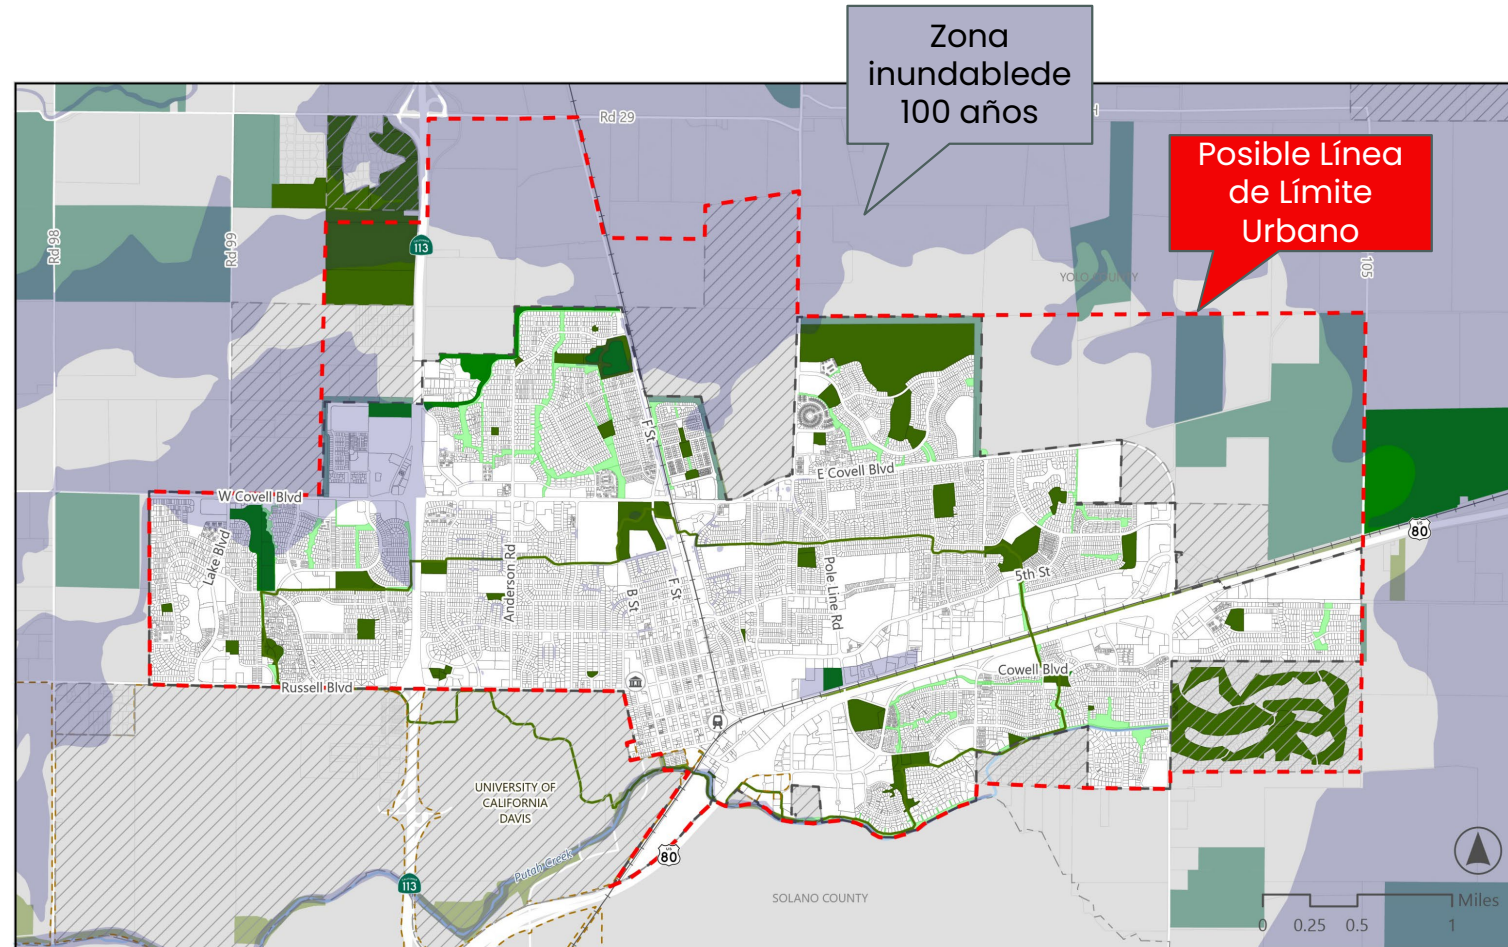 Zona
inundablede
100 años
Posible Línea
de Límite
Urbano
Rd 29
H
Rd 98
Rd 99
113
105
YOLO COUNTY
F St
E Covell Blvd
W Covell Blvd
80
Lake Blvd
Anderson Rd
B St
F St
Pole Line Rd
5th St
Cowell Blvd
Russell Blvd
UNIVERSITY OF
CALIFORNIA
DAVIS
Putah Creek
US
80
113
SOLANO COUNTY
Miles
0 0.25 0.5 1